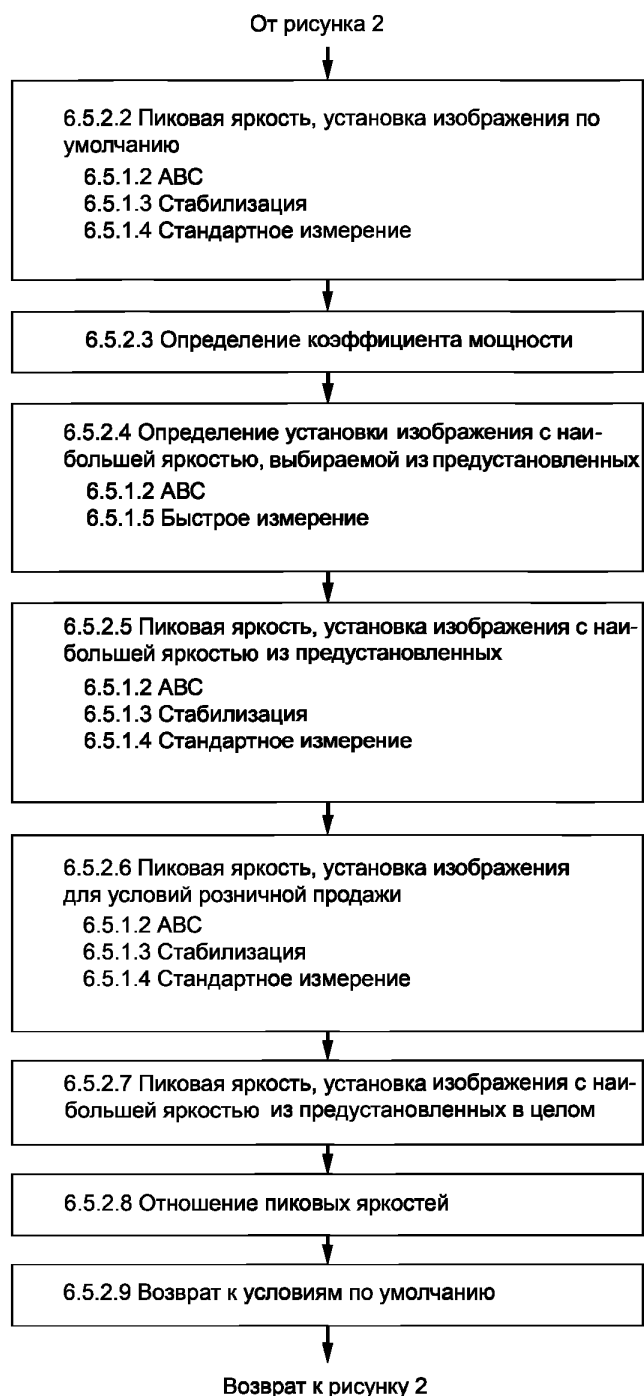 От рисунка 2
6.5.2.2 Пиковая яркость, установка изображения по
умолчанию
6.5.1.2 АВС
6.5.1.3 Стабилизация
6.5.1.4 Стандартное измерение
6.5.2.3 Определение коэффициента мощности
6.5.2.4 Определение установки изображения с наи-
большей яркостью, выбираемой из предустановленных
6.5.1.2 АВС
6.5.1.5 Быстрое измерение
6.5.2.5 Пиковая яркость, установка изображения с наи-
большей яркостью из предустановленных
6.5.1.2 АВС
6.5.1.3 Стабилизация
6.5.1.4 Стандартное измерение
6.5.2.6 Пиковая яркость, установка изображения
для условий розничной продажи
6.5.1.2 АВС
6.5.1.3 Стабилизация
6.5.1.4 Стандартное измерение
6.5.2.7 Пиковая яркость, установка изображения с наи-
большей яркостью из предустановленных в целом
6.5.2.8 Отношение пиковых яркостей
6.5.2.9 Возврат к условиям по умолчанию
Возврат к рисунку 2